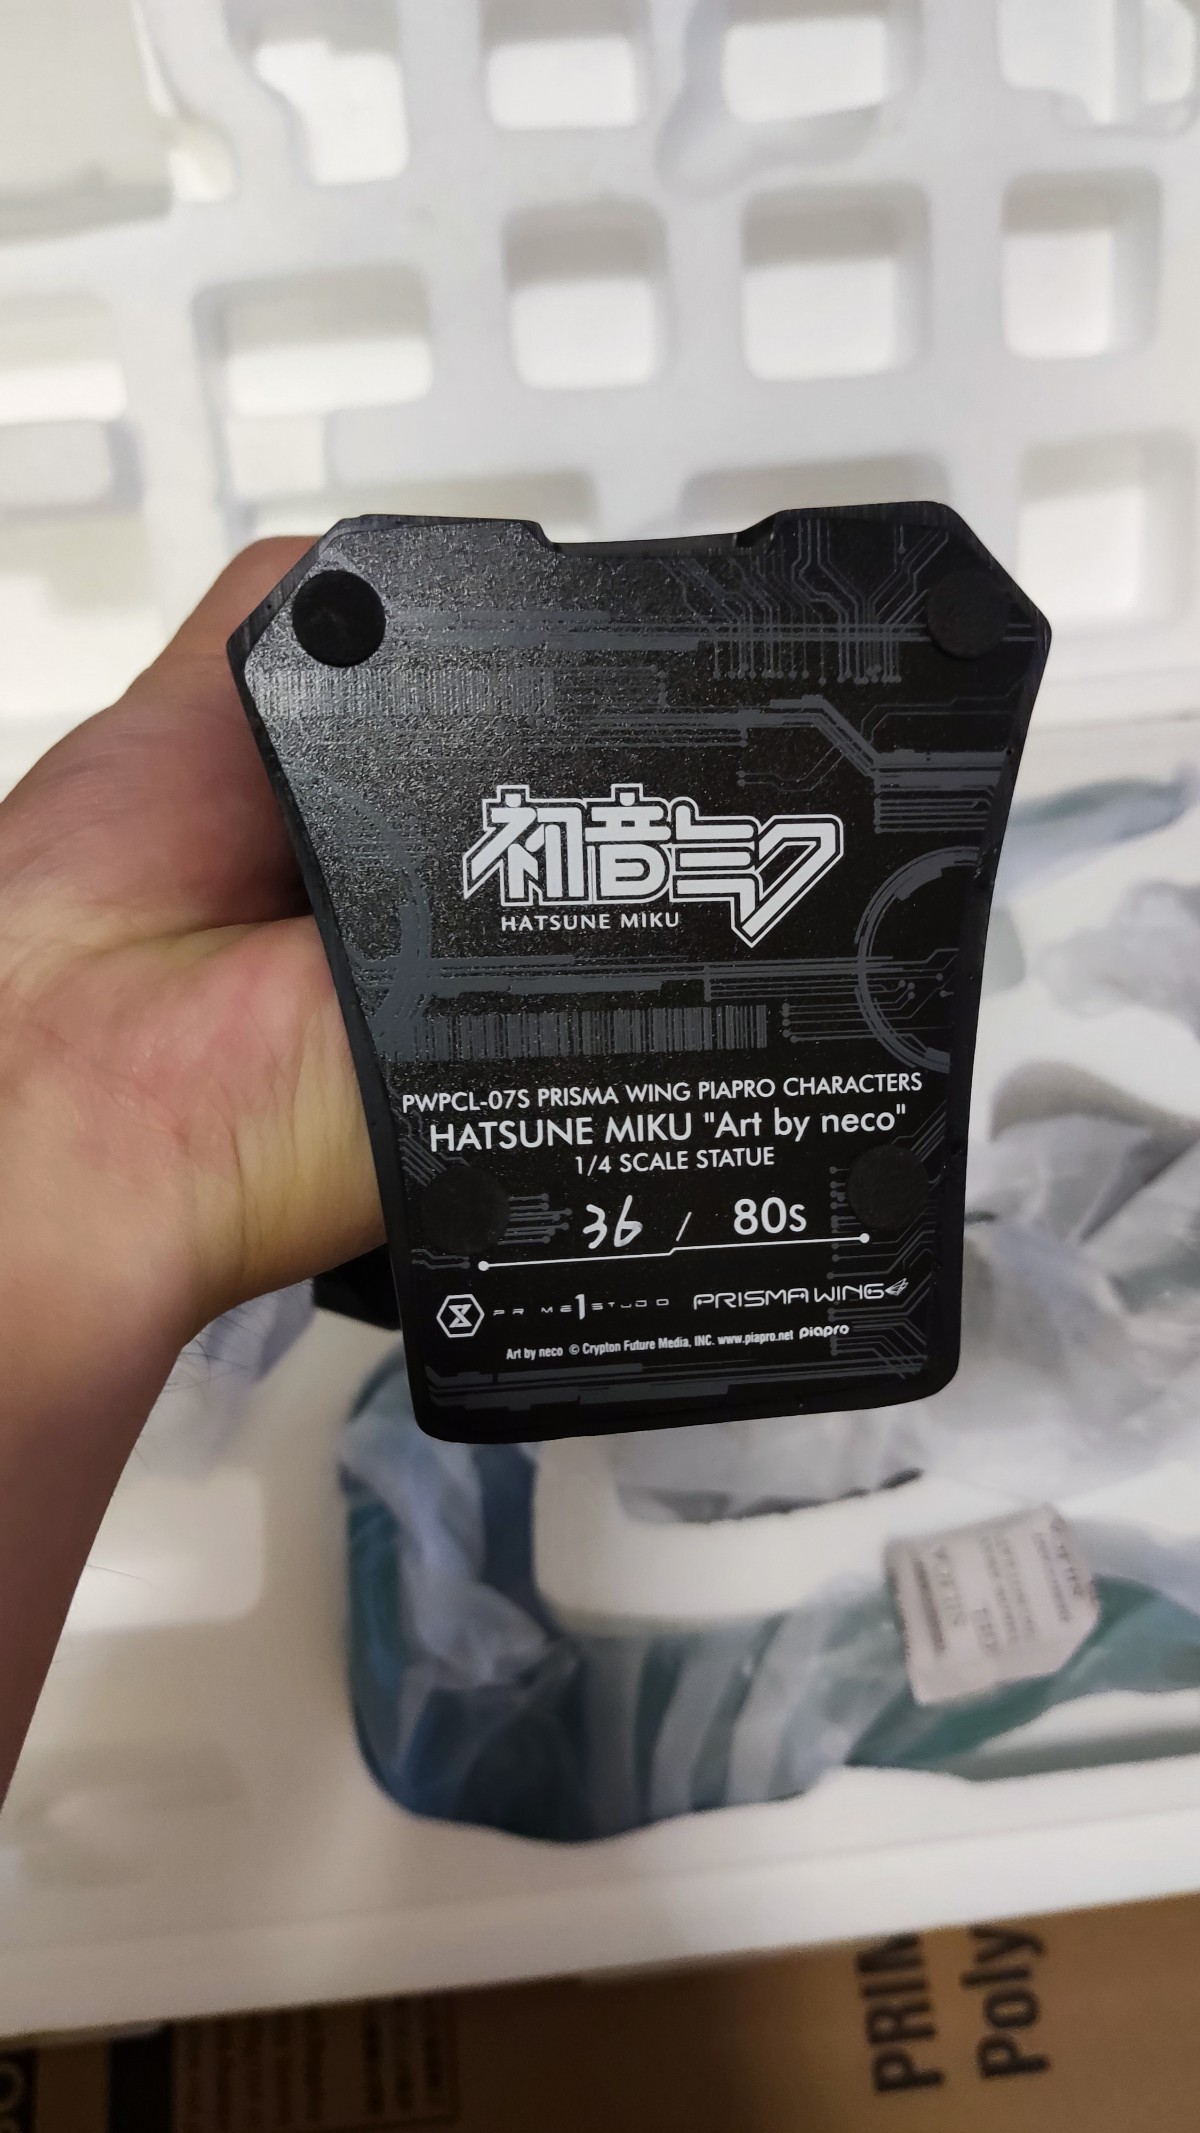 初音ミク
HATSUNE MIKU
PWPCL-07S PRISMA WING PIAPRO CHARACTERS
HATSUNE MIKU "Art by neco"
1/4 SCALE STATUE
36 / 80s
PRIME1STUDIO PRISMA WING
Art by neco © Crypton Future Media, INC. www.piapro.net piapro
PRIM
Poly